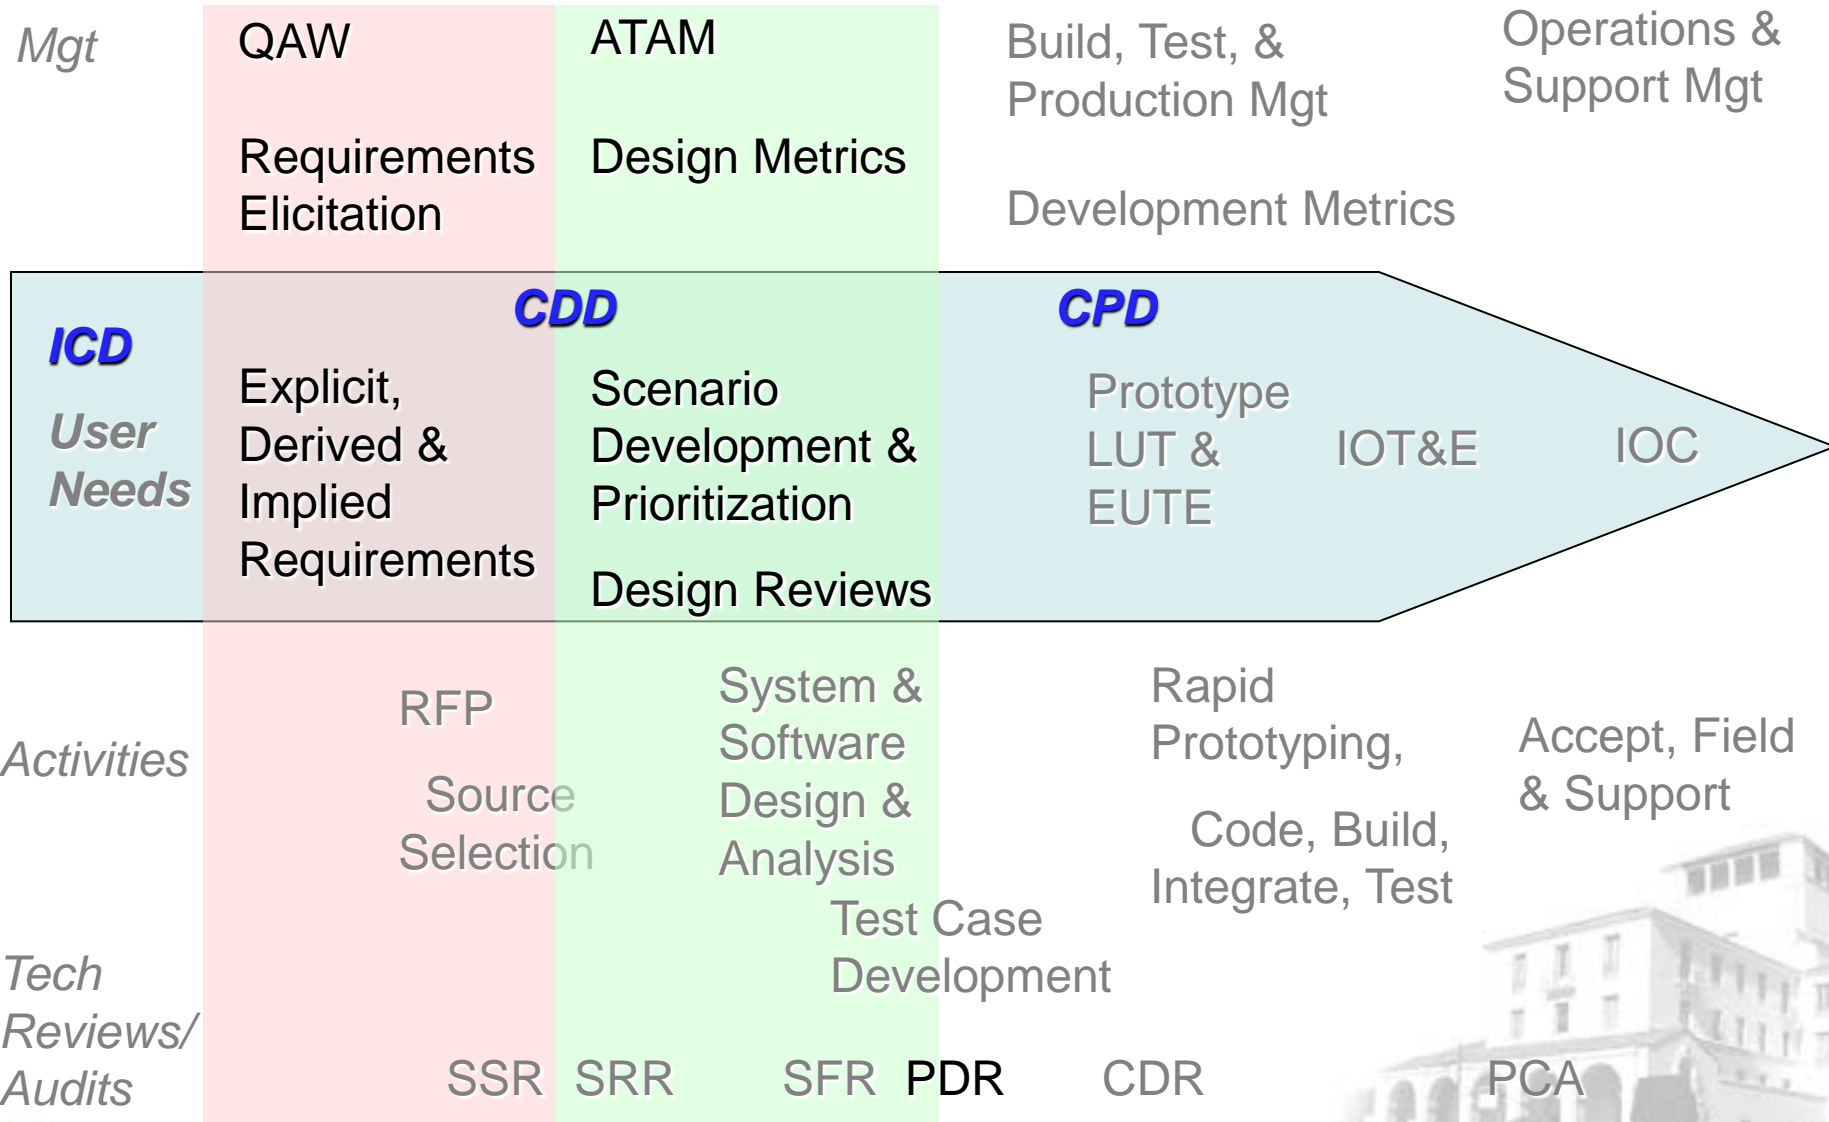 Mgt
QAW
ATAM
Build, Test, &
Production Mgt
Operations &
Support Mgt
Requirements
Elicitation
Design Metrics
Development Metrics
ICD
User
Needs
CDD
Explicit,
Derived &
Implied
Requirements
Scenario
Development &
Prioritization
Design Reviews
CPD
Prototype
LUT &
EUTE
IOT&E
IOC
Activities
RFP
Source
Selection
System &
Software
Design &
Analysis
Test Case
Development
Rapid
Prototyping,
Code, Build,
Integrate, Test
Accept, Field
& Support
Tech
Reviews/
Audits
SSR
SRR
SFR
PDR
CDR
PCA